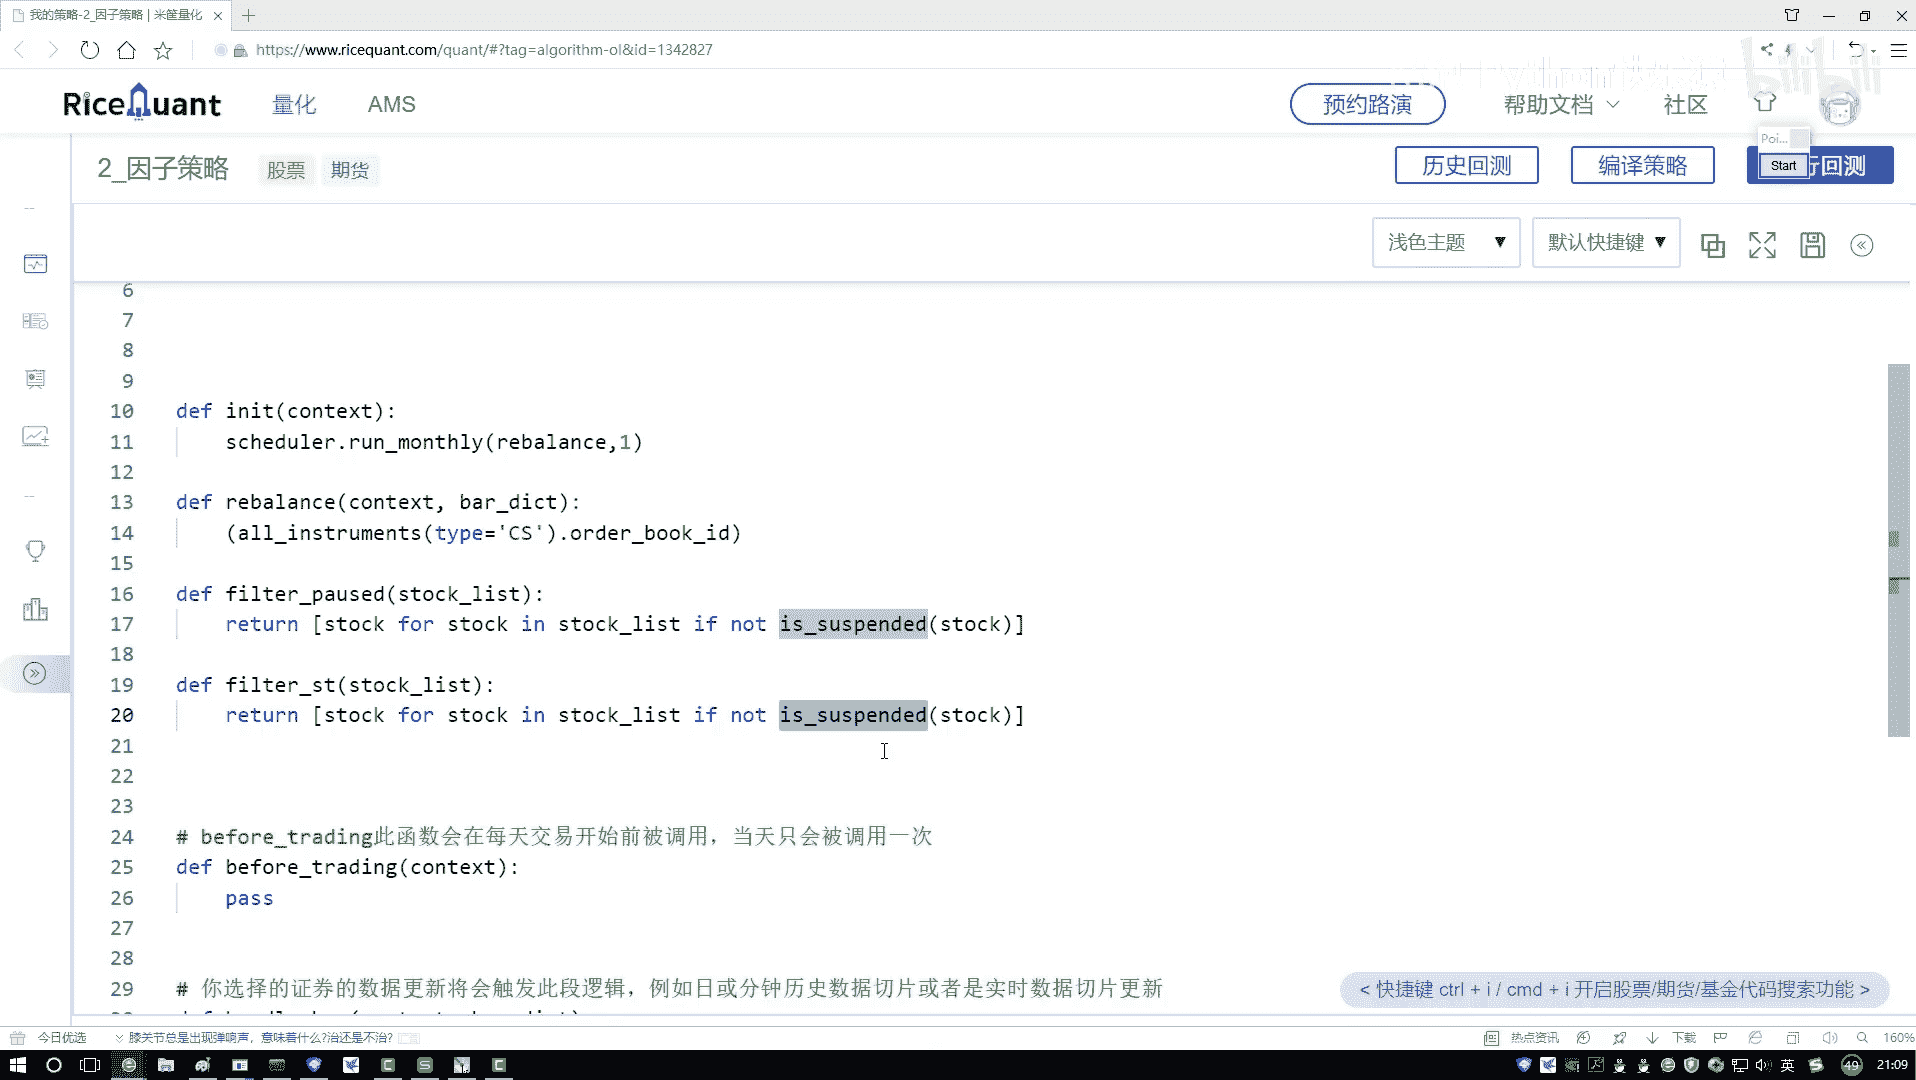 我的策略-2_因子策略 | 米筐量化
https://www.ricequant.com/quant/#?tag=algorithm-ol&id=1342827
RiceQuant
量化
AMS
预约路演
帮助文档
社区
Poi...
Start
2_因子策略
股票
期货
历史回测
编译策略
行回测
浅色主题
默认快捷键
6
7
8
9
10 def init(context):
11 scheduler.run_monthly(rebalance,1)
12
13 def rebalance(context, bar_dict):
14 (all_instruments(type='CS').order_book_id)
15
16 def filter_paused(stock_list):
17 return [stock for stock in stock_list if not is_suspended(stock)]
18
19 def filter_st(stock_list):
20 return [stock for stock in stock_list if not is_suspended(stock)]
21
22
23
24 # before_trading此函数会在每天交易开始前被调用，当天只会被调用一次
25 def before_trading(context):
26 pass
27
28
29 # 你选择的证券的数据更新将会触发此段逻辑，例如日或分钟历史数据切片或者是实时数据切片更新
< 快捷键 ctrl + i / cmd + i 开启股票/期货/基金代码搜索功能 >
今日优选
膝关节总是出现弹响声，意味着什么?治还是不治?
热点资讯
下载
160%
英
49
21:09